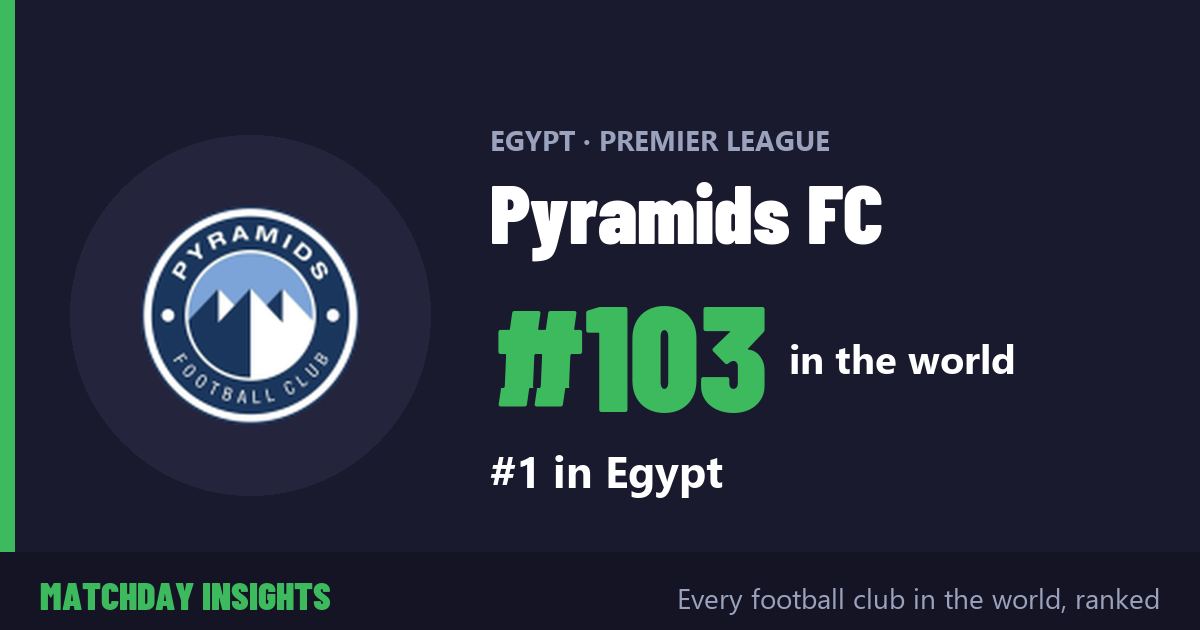 PYRAMIDS
FOOTBALL CLUB
EGYPT · PREMIER LEAGUE
Pyramids FC
#103 in the world
#1 in Egypt
MATCHDAY INSIGHTS
Every football club in the world, ranked